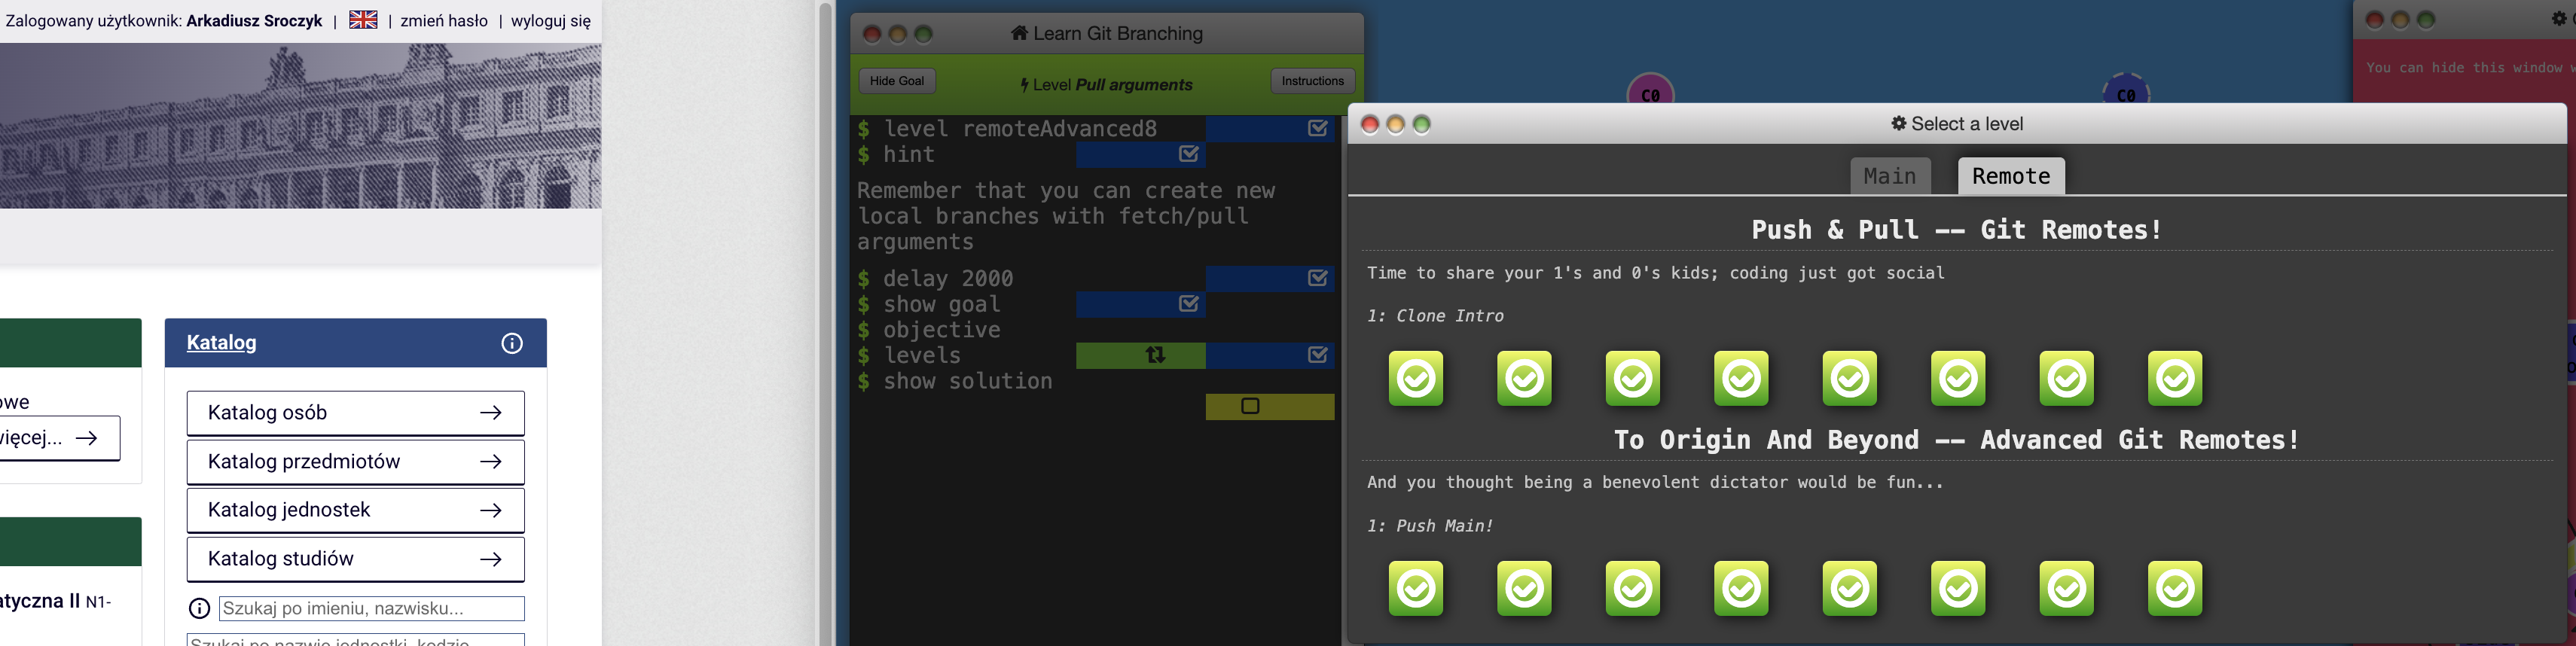 Zalogowany użytkownik: Arkadiusz Sroczyk | | zmień hasło | wyloguj się
owe
więcej...
atyczna II N1-
Katalog
Katalog osób
Katalog przedmiotów
Katalog jednostek
Katalog studiów
Szukaj po imieniu, nazwisku...
Szukaj po nazwie jednostki, kodzie
Learn Git Branching
Hide Goal
Level Pull arguments
Instructions
$ level remoteAdvanced8
$ hint
Remember that you can create new
local branches with fetch/pull
arguments
$ delay 2000
$ show goal
$ objective
$ levels
$ show solution
C0
C0
You can hide this window w
Select a level
Main
Remote
Push & Pull -- Git Remotes!
Time to share your 1's and 0's kids; coding just got social
1: Clone Intro
To Origin And Beyond -- Advanced Git Remotes!
And you thought being a benevolent dictator would be fun...
1: Push Main!